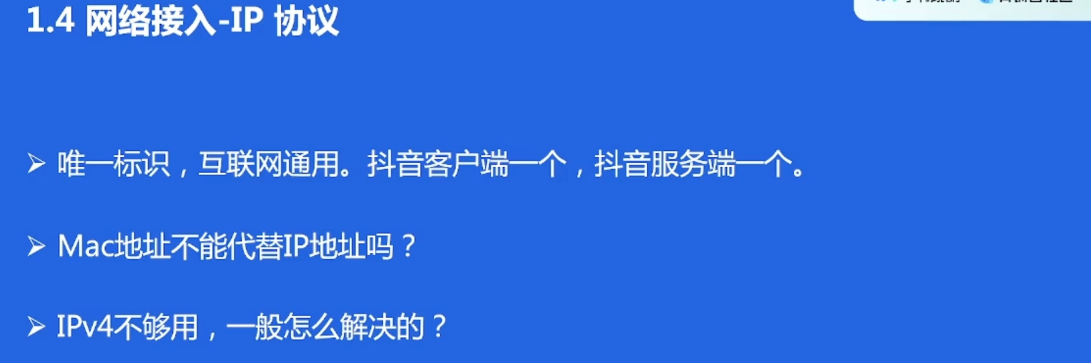 1.4 网络接入-IP 协议
➢ 唯一标识，互联网通用。抖音客户端一个，抖音服务端一个。
➢ Mac地址不能代替IP地址吗？
➢ IPv4不够用，一般怎么解决的？